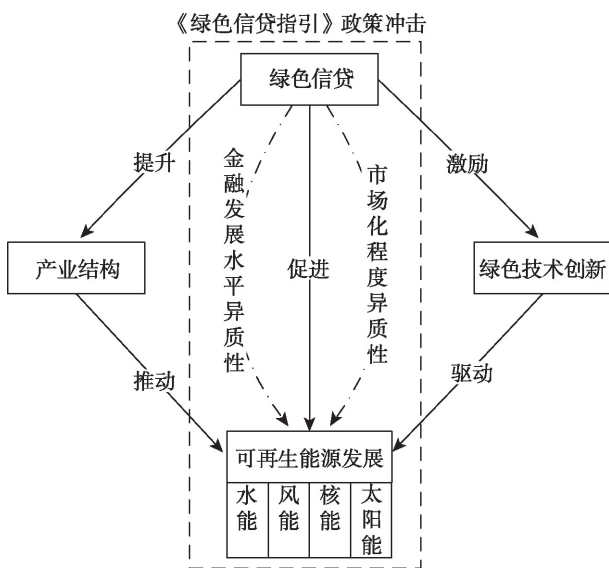 《绿色信贷指引》政策冲击
绿色信贷
提升
激励
金融发展水平异质性
市场化程度异质性
产业结构
促进
绿色技术创新
推动
驱动
可再生能源发展
水能
风能
核能
太阳能